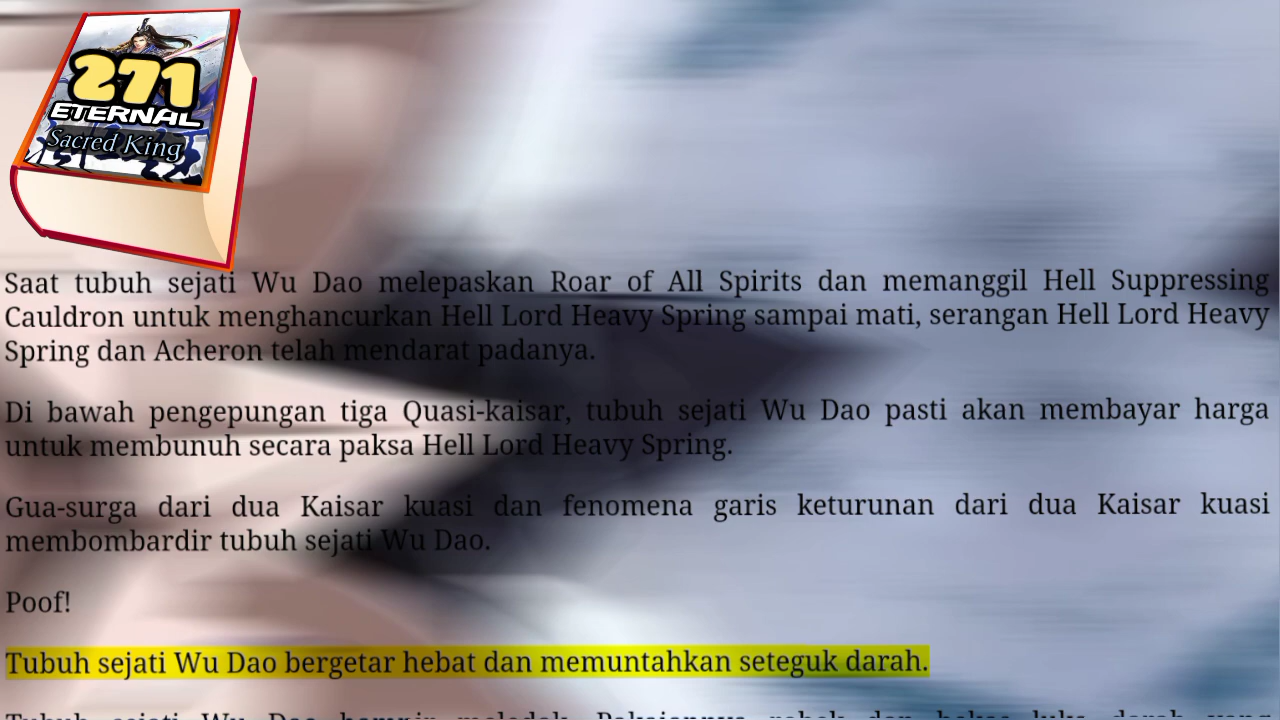 271
ETERNAL
Sacred King
Saat tubuh sejati Wu Dao melepaskan Roar of All Spirits dan memanggil Hell Suppressing
Cauldron untuk menghancurkan Hell Lord Heavy Spring sampai mati, serangan Hell Lord Heavy
Spring dan Acheron telah mendarat padanya.
Di bawah pengepungan tiga Quasi-kaisar, tubuh sejati Wu Dao pasti akan membayar harga
untuk membunuh secara paksa Hell Lord Heavy Spring.
Gua-surga dari dua Kaisar kuasi dan fenomena garis keturunan dari dua Kaisar kuasi
membombardir tubuh sejati Wu Dao.
Poof!
Tubuh sejati Wu Dao bergetar hebat dan memuntahkan seteguk darah.
Tubuh sejati Wu Dao